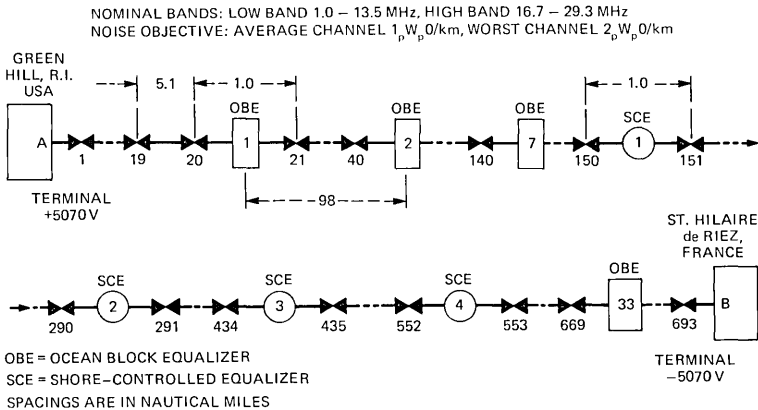 NOMINAL BANDS: LOW BAND 1.0 – 13.5 MHz, HIGH BAND 16.7 – 29.3 MHz
NOISE OBJECTIVE: AVERAGE CHANNEL 1pWp0/km, WORST CHANNEL 2pWp0/km
GREEN
HILL, R.I.
USA
5.1
1.0
1.0
OBE
OBE
OBE
SCE
A
1
2
7
1
1
19
20
21
40
140
150
151
98
TERMINAL
+5070 V
ST. HILAIRE
de RIEZ,
FRANCE
SCE
SCE
SCE
OBE
2
3
4
33
B
290
291
434
435
552
553
669
693
OBE = OCEAN BLOCK EQUALIZER
SCE = SHORE-CONTROLLED EQUALIZER
SPACINGS ARE IN NAUTICAL MILES
TERMINAL
–5070 V